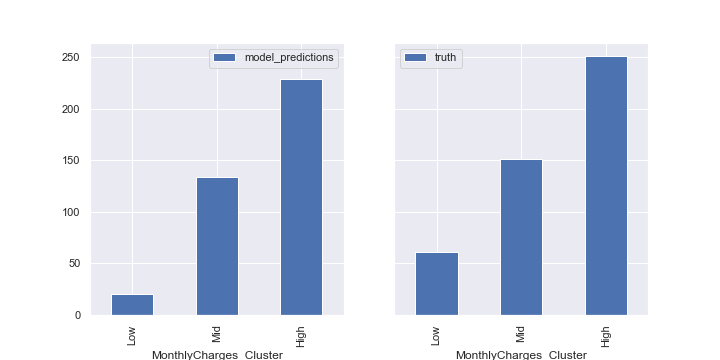 model_predictions
truth
250
200
150
100
50
0
Low
Mid
High
Low
Mid
High
MonthlyCharges_Cluster
MonthlyCharges_Cluster